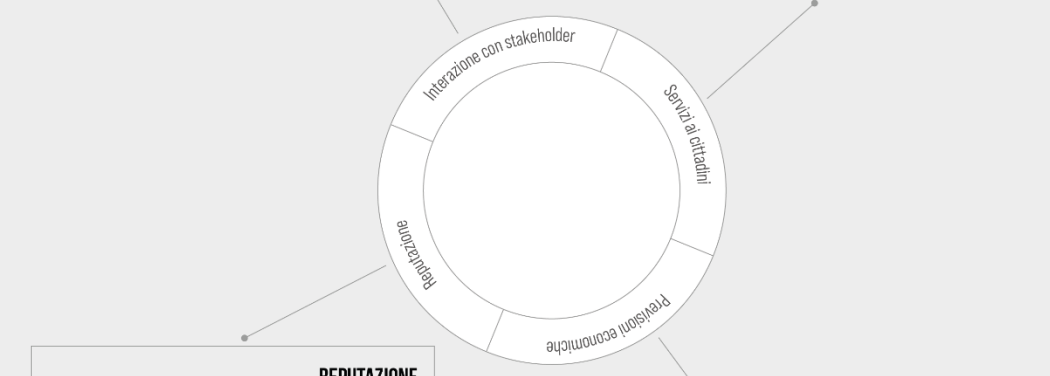 Interazione con stakeholder
Servizi ai cittadini
Reputazione
Previsioni economiche
REPUTAZIONE